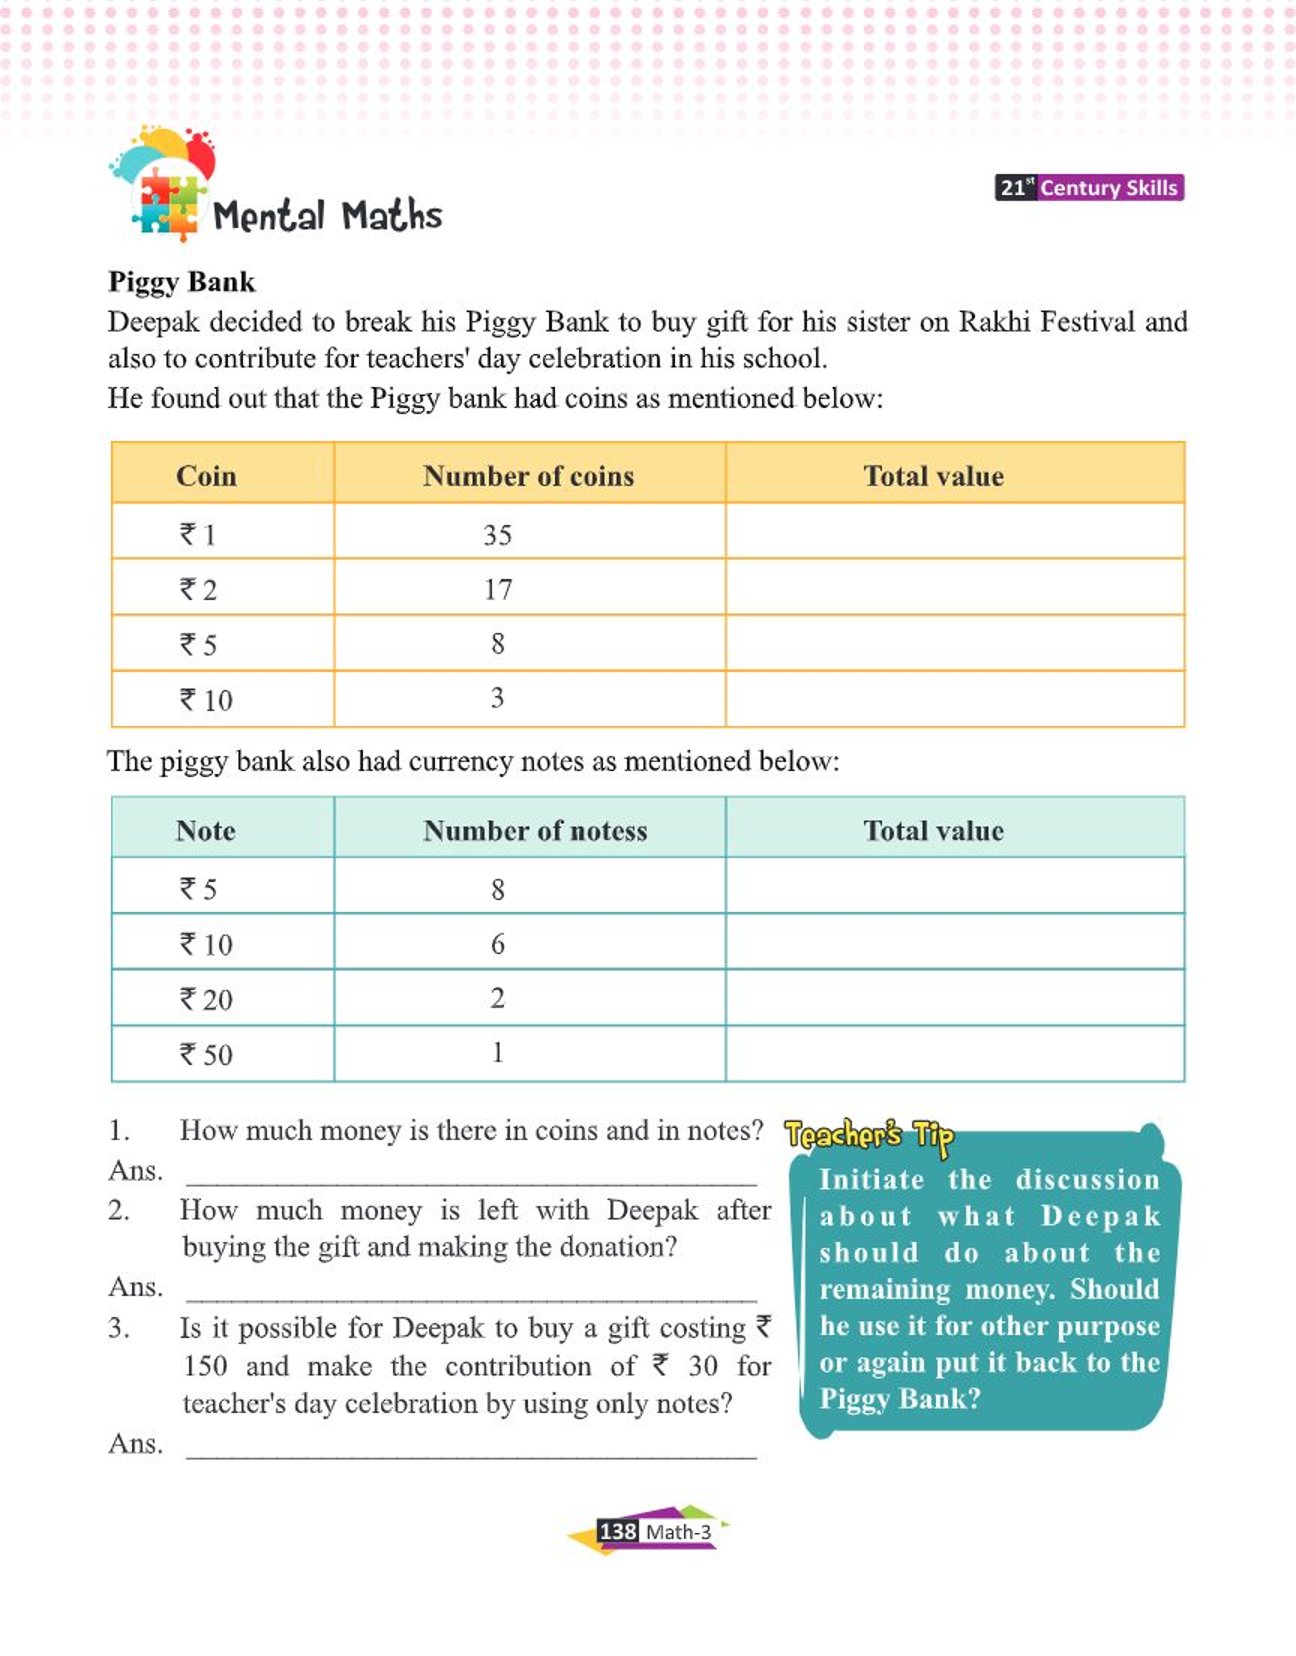 Mental Maths
21st Century Skills
Piggy Bank
Deepak decided to break his Piggy Bank to buy gift for his sister on Rakhi Festival and
also to contribute for teachers' day celebration in his school.
He found out that the Piggy bank had coins as mentioned below:
Coin Number of coins Total value
₹ 1 35
₹ 2 17
₹ 5 8
₹ 10 3
The piggy bank also had currency notes as mentioned below:
Note Number of notess Total value
₹ 5 8
₹ 10 6
₹ 20 2
₹ 50 1
1. How much money is there in coins and in notes?
Ans.
2. How much money is left with Deepak after
buying the gift and making the donation?
Ans.
3. Is it possible for Deepak to buy a gift costing ₹
150 and make the contribution of ₹ 30 for
teacher's day celebration by using only notes?
Ans.
Teacher's Tip
Initiate the discussion
about what Deepak
should do about the
remaining money. Should
he use it for other purpose
or again put it back to the
Piggy Bank?
138 Math-3